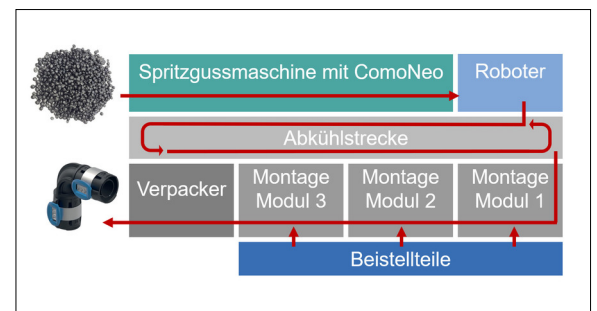 Spritzgussmaschine mit ComoNeo
Roboter
Abkühlstrecke
Verpacker
Montage
Modul 3
Montage
Modul 2
Montage
Modul 1
Beistellteile